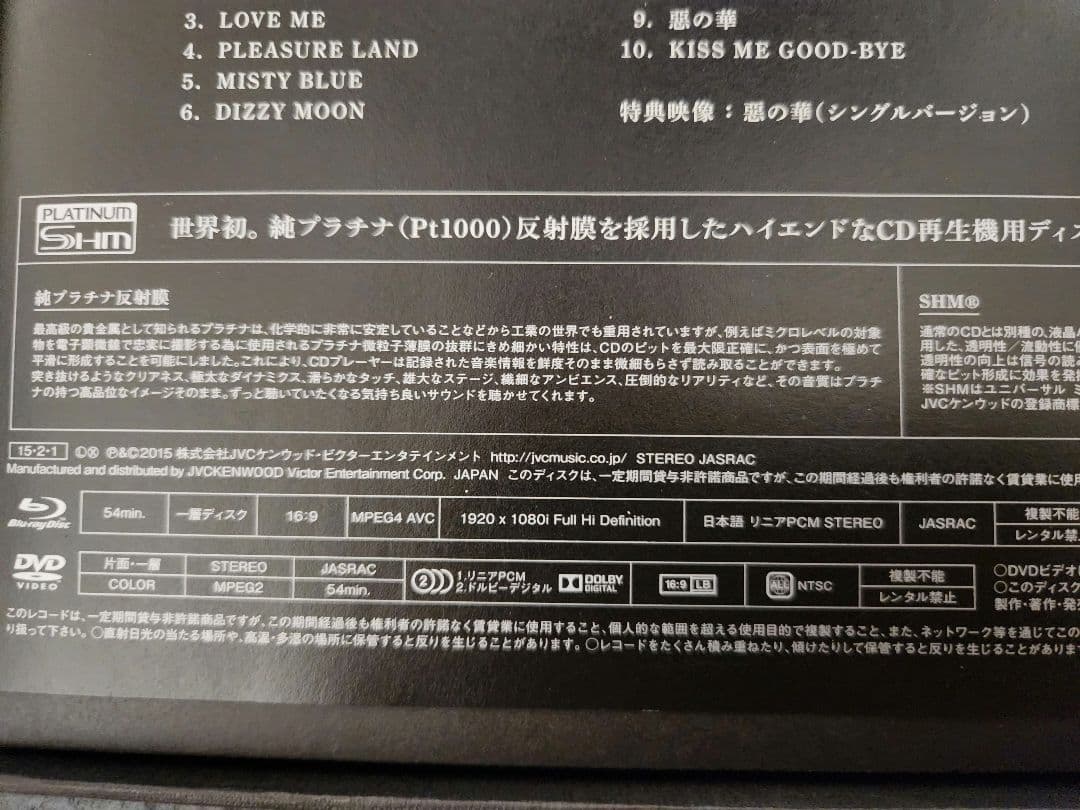 3. LOVE ME
4. PLEASURE LAND
5. MISTY BLUE
6. DIZZY MOON
9. 惡の華
10. KISS ME GOOD-BYE
特典映像：惡の華(シングルバージョン)
PLATINUM SHM
世界初。純プラチナ(Pt1000)反射膜を採用したハイエンドなCD再生機用ディス
純プラチナ反射膜
最高級の貴金属として知られるプラチナは、化学的に非常に安定していることなどから工業の世界でも重用されていますが、例えばミクロレベルの対象
物を電子顕微鏡で忠実に撮影する為に使用されるプラチナ微粒子薄膜の抜群にきめ細かい特性は、CDのピットを最大限正確に、かつ表面を極めて
平滑に形成することを可能にしました。これにより、CDプレーヤーは記録された音楽情報を鮮度そのまま微細もらさず読み取ることができます。
突き抜けるようなクリアネス、極太なダイナミクス、滑らかなタッチ、雄大なステージ、繊細なアンビエンス、圧倒的なリアリティなど、その音質はプラチ
ナの持つ高品位なイメージそのまま。ずっと聴いていたくなる気持ち良いサウンドを聴かせてくれます。
SHM®
通常のCDとは別種の、液晶
用した、透明性／流動性に
透明性の向上は信号の読
確なピット形成に効果を発
※SHMはユニバーサル ミ
JVCケンウッドの登録商標
15・2・1 ⓁⓍ Ⓟ&©2015 株式会社JVCケンウッド・ビクターエンタテインメント http://jvcmusic.co.jp/ STEREO JASRAC
Manufactured and distributed by JVCKENWOOD Victor Entertainment Corp. JAPAN このディスクは、一定期間貸与非許諾商品ですが、この期間経過後も権利者の許諾なく賃貸業に使
Blu-ray Disc 54min. 一層ディスク 16:9 MPEG4 AVC 1920 x 1080i Full Hi Definition 日本語 リニアPCM STEREO JASRAC 複製不能
レンタル禁
DVD VIDEO 片面・一層 STEREO JASRAC 2 1.リニアPCM DOLBY DIGITAL 16:9 LB ALL NTSC 複製不能 ○DVDビデオ
COLOR MPEG2 54min. 2.ドルビーデジタル レンタル禁止 ○このディスク
製作・著作・発
このレコードは、一定期間貸与非許諾商品ですが、この期間経過後も権利者の許諾なく賃貸業に使用すること、個人的な範囲を超える使用目的で複製すること、また、ネットワーク等を通じてこの
り扱って下さい。○直射日光の当たる場所や、高温・多湿の場所に保管すると反りを生じることがあります。○レコードをたくさん積み重ねたり、傾けたりして保管すると反りを生じることがありま